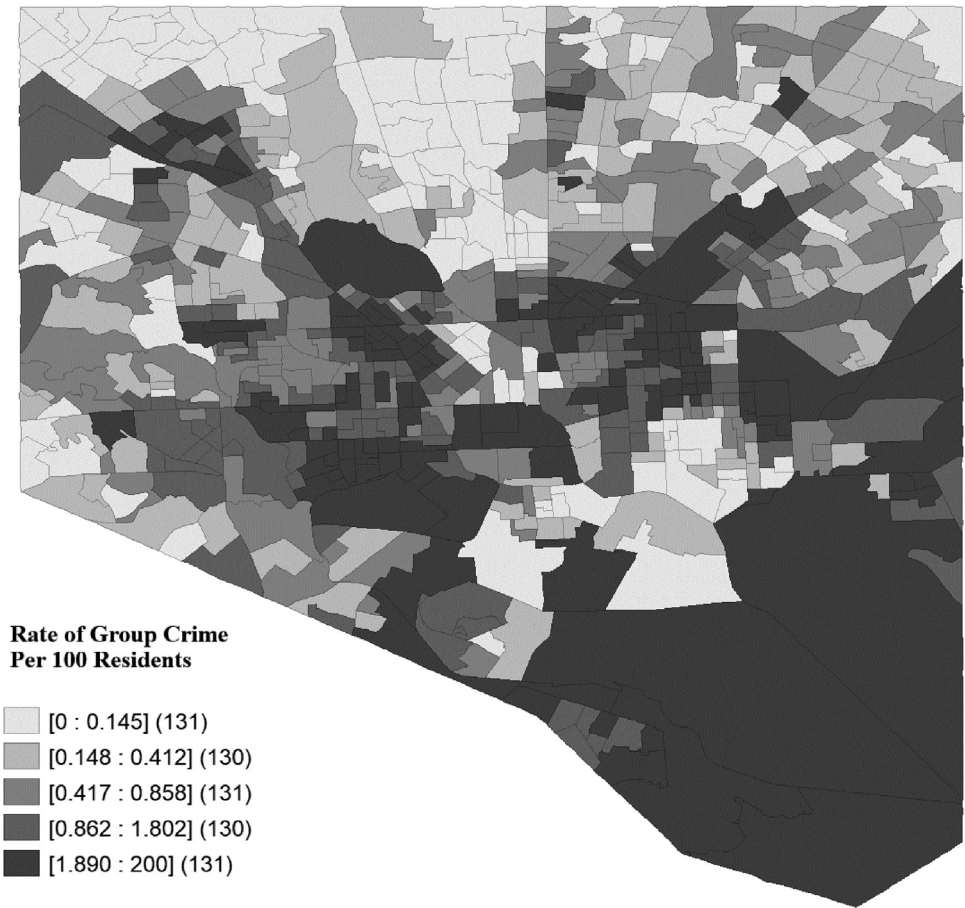 Rate of Group Crime
Per 100 Residents
[0 : 0.145] (131)
[0.148 : 0.412] (130)
[0.417 : 0.858] (131)
[0.862 : 1.802] (130)
[1.890 : 200] (131)